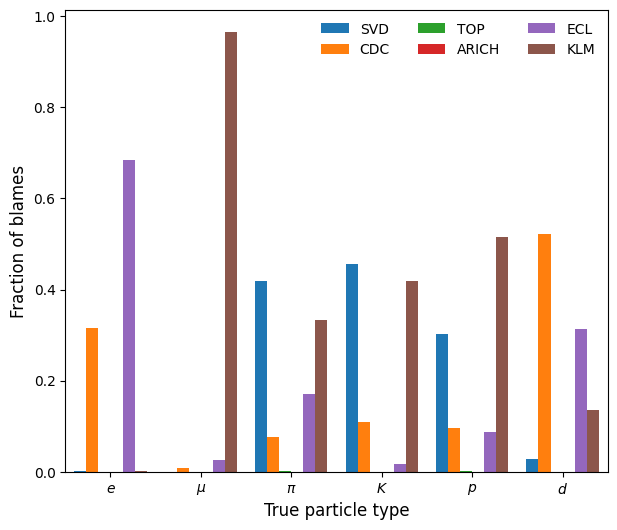 SVD TOP ECL
CDC ARICH KLM
1.0
0.8
0.6
0.4
0.2
0.0
Fraction of blames
e μ π K p d
True particle type